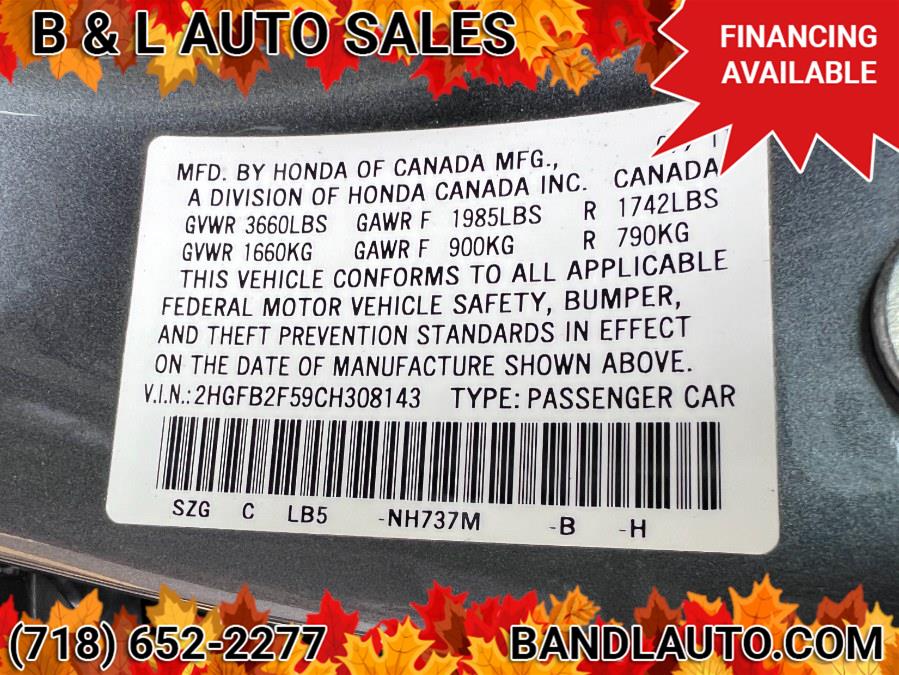 B & L AUTO SALES
FINANCING
AVAILABLE
MFD. BY HONDA OF CANADA MFG.,
A DIVISION OF HONDA CANADA INC. CANADA
GVWR 3660LBS GAWR F 1985LBS R 1742LBS
GVWR 1660KG GAWR F 900KG R 790KG
THIS VEHICLE CONFORMS TO ALL APPLICABLE
FEDERAL MOTOR VEHICLE SAFETY, BUMPER,
AND THEFT PREVENTION STANDARDS IN EFFECT
ON THE DATE OF MANUFACTURE SHOWN ABOVE.
V.I.N.: 2HGFB2F59CH308143 TYPE: PASSENGER CAR
SZG C LB5 -NH737M -B -H
(718) 652-2277 BANDLAUTO.COM